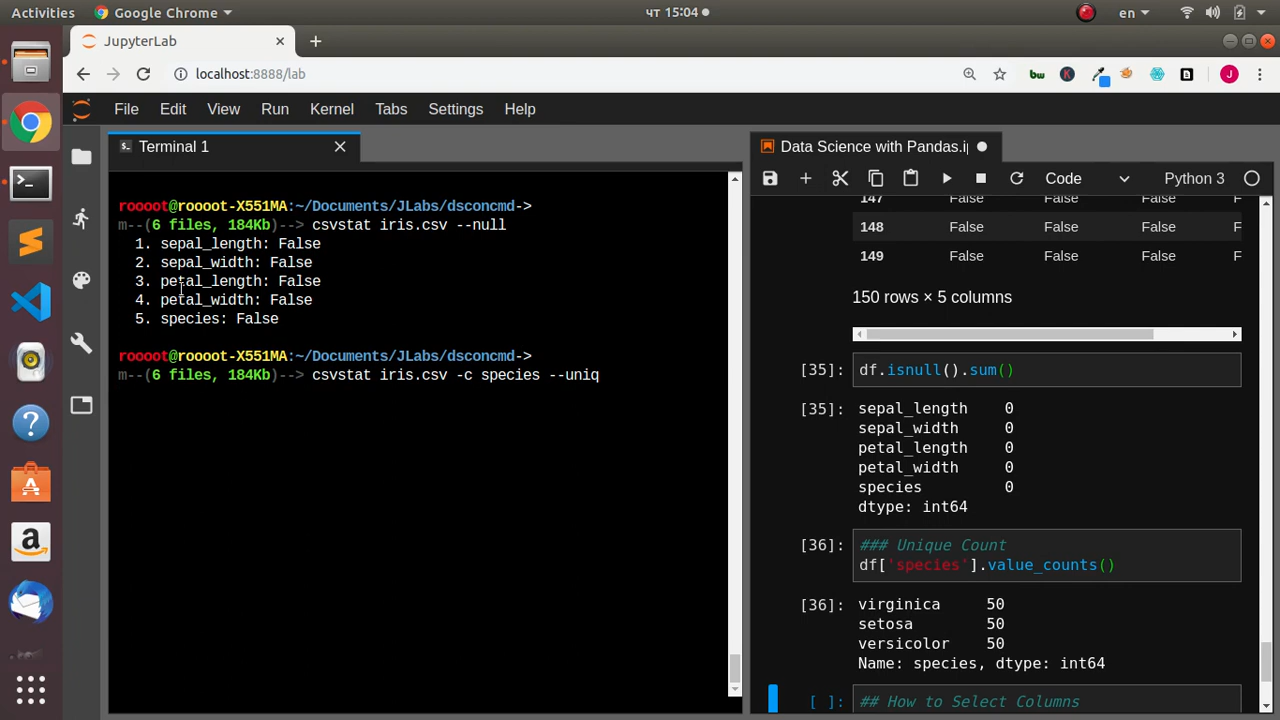 Activities
Google Chrome
чт 15:04
en
JupyterLab
localhost:8888/lab
bw
K
J
File Edit View Run Kernel Tabs Settings Help
Terminal 1
roooot@roooot-X551MA:~/Documents/JLabs/dsconcmd->
m--(6 files, 184Kb)--> csvstat iris.csv --null
1. sepal_length: False
2. sepal_width: False
3. petal_length: False
4. petal_width: False
5. species: False
roooot@roooot-X551MA:~/Documents/JLabs/dsconcmd->
m--(6 files, 184Kb)--> csvstat iris.csv -c species --uniq
Data Science with Pandas.i
Code
Python 3
147 False False F
148 False False F
149 False False F
150 rows × 5 columns
[35]: df.isnull().sum()
[35]: sepal_length 0
sepal_width 0
petal_length 0
petal_width 0
species 0
dtype: int64
[36]: ### Unique Count
df['species'].value_counts()
[36]: virginica 50
setosa 50
versicolor 50
Name: species, dtype: int64
[ ]: ## How to Select Columns